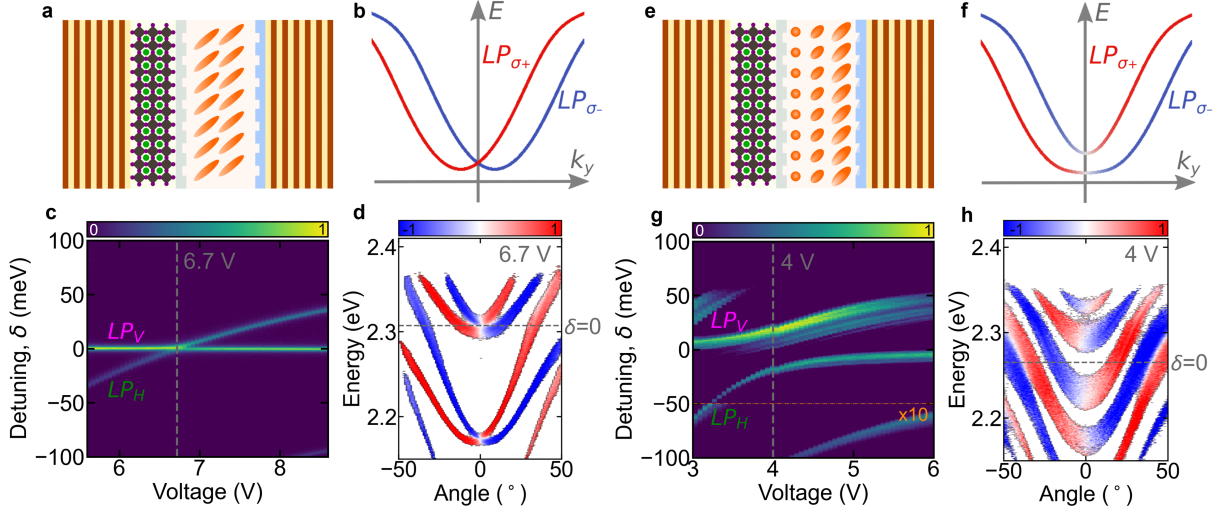 a
b
E
LPσ+
LPσ-
ky
e
f
E
LPσ+
LPσ-
ky
c
0
1
100
50
0
−50
−100
Detuning, δ (meV)
6.7 V
LPV
LPH
6
7
8
Voltage (V)
d
-1
1
6.7 V
2.4
2.3
2.2
Energy (eV)
δ=0
−50
0
50
Angle (°)
g
0
1
100
50
0
−50
−100
Detuning, δ (meV)
4 V
LPV
LPH
x10
3
4
5
6
Voltage (V)
h
-1
1
4 V
2.4
2.3
2.2
Energy (eV)
δ=0
−50
0
50
Angle (°)